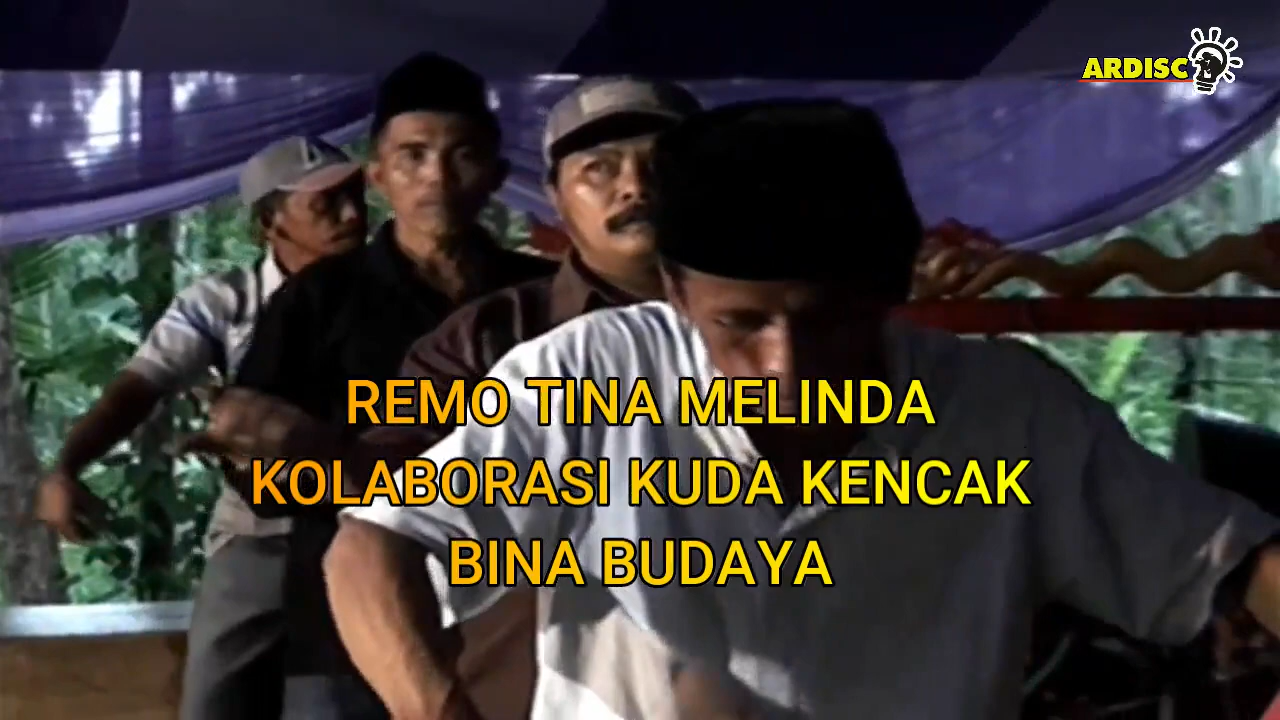 ARDISC
REMO TINA MELINDA
KOLABORASI KUDA KENCAK
BINA BUDAYA